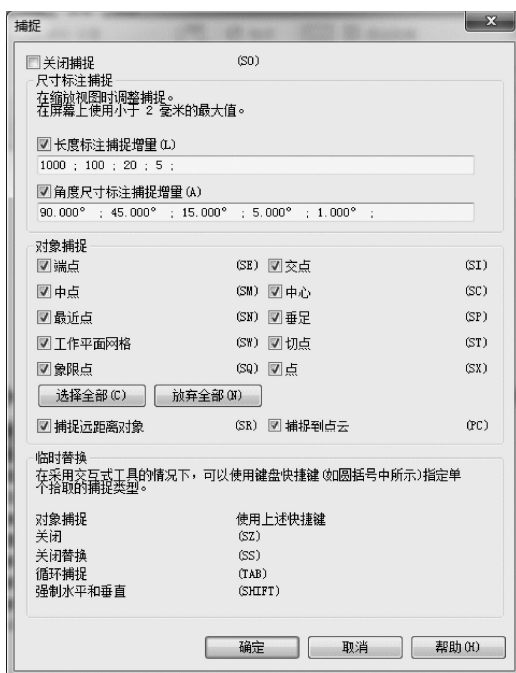 捕捉
关闭捕捉 (SO)
尺寸标注捕捉
在缩放视图时调整捕捉。
在屏幕上使用小于 2 毫米的最大值。
长度标注捕捉增量(L)
1000 ; 100 ; 20 ; 5 ;
角度尺寸标注捕捉增量(A)
90.000° ; 45.000° ; 15.000° ; 5.000° ; 1.000° ;
对象捕捉
端点 (SE) 交点 (SI)
中点 (SM) 中心 (SC)
最近点 (SN) 垂足 (SP)
工作平面网格 (SW) 切点 (ST)
象限点 (SQ) 点 (SX)
选择全部(C) 放弃全部(N)
捕捉远距离对象 (SR) 捕捉到点云 (PC)
临时替换
在采用交互式工具的情况下，可以使用键盘快捷键(如圆括号中所示)指定单
个拾取的捕捉类型。
对象捕捉 使用上述快捷键
关闭 (SZ)
关闭替换 (SS)
循环捕捉 (TAB)
强制水平和垂直 (SHIFT)
确定 取消 帮助(H)